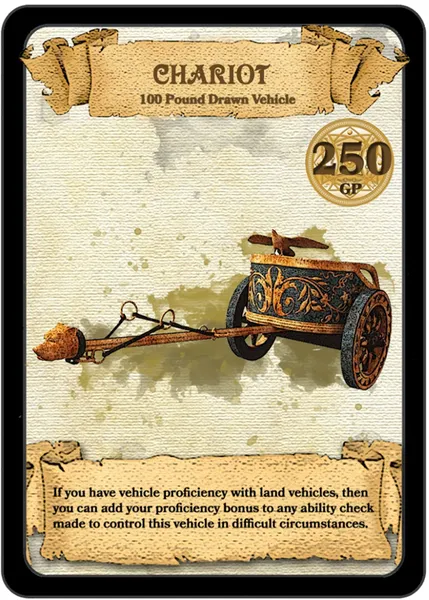 CHARIOT
100 Pound Drawn Vehicle
250
GP
If you have vehicle proficiency with land vehicles, then
you can add your proficiency bonus to any ability check
made to control this vehicle in difficult circumstances.